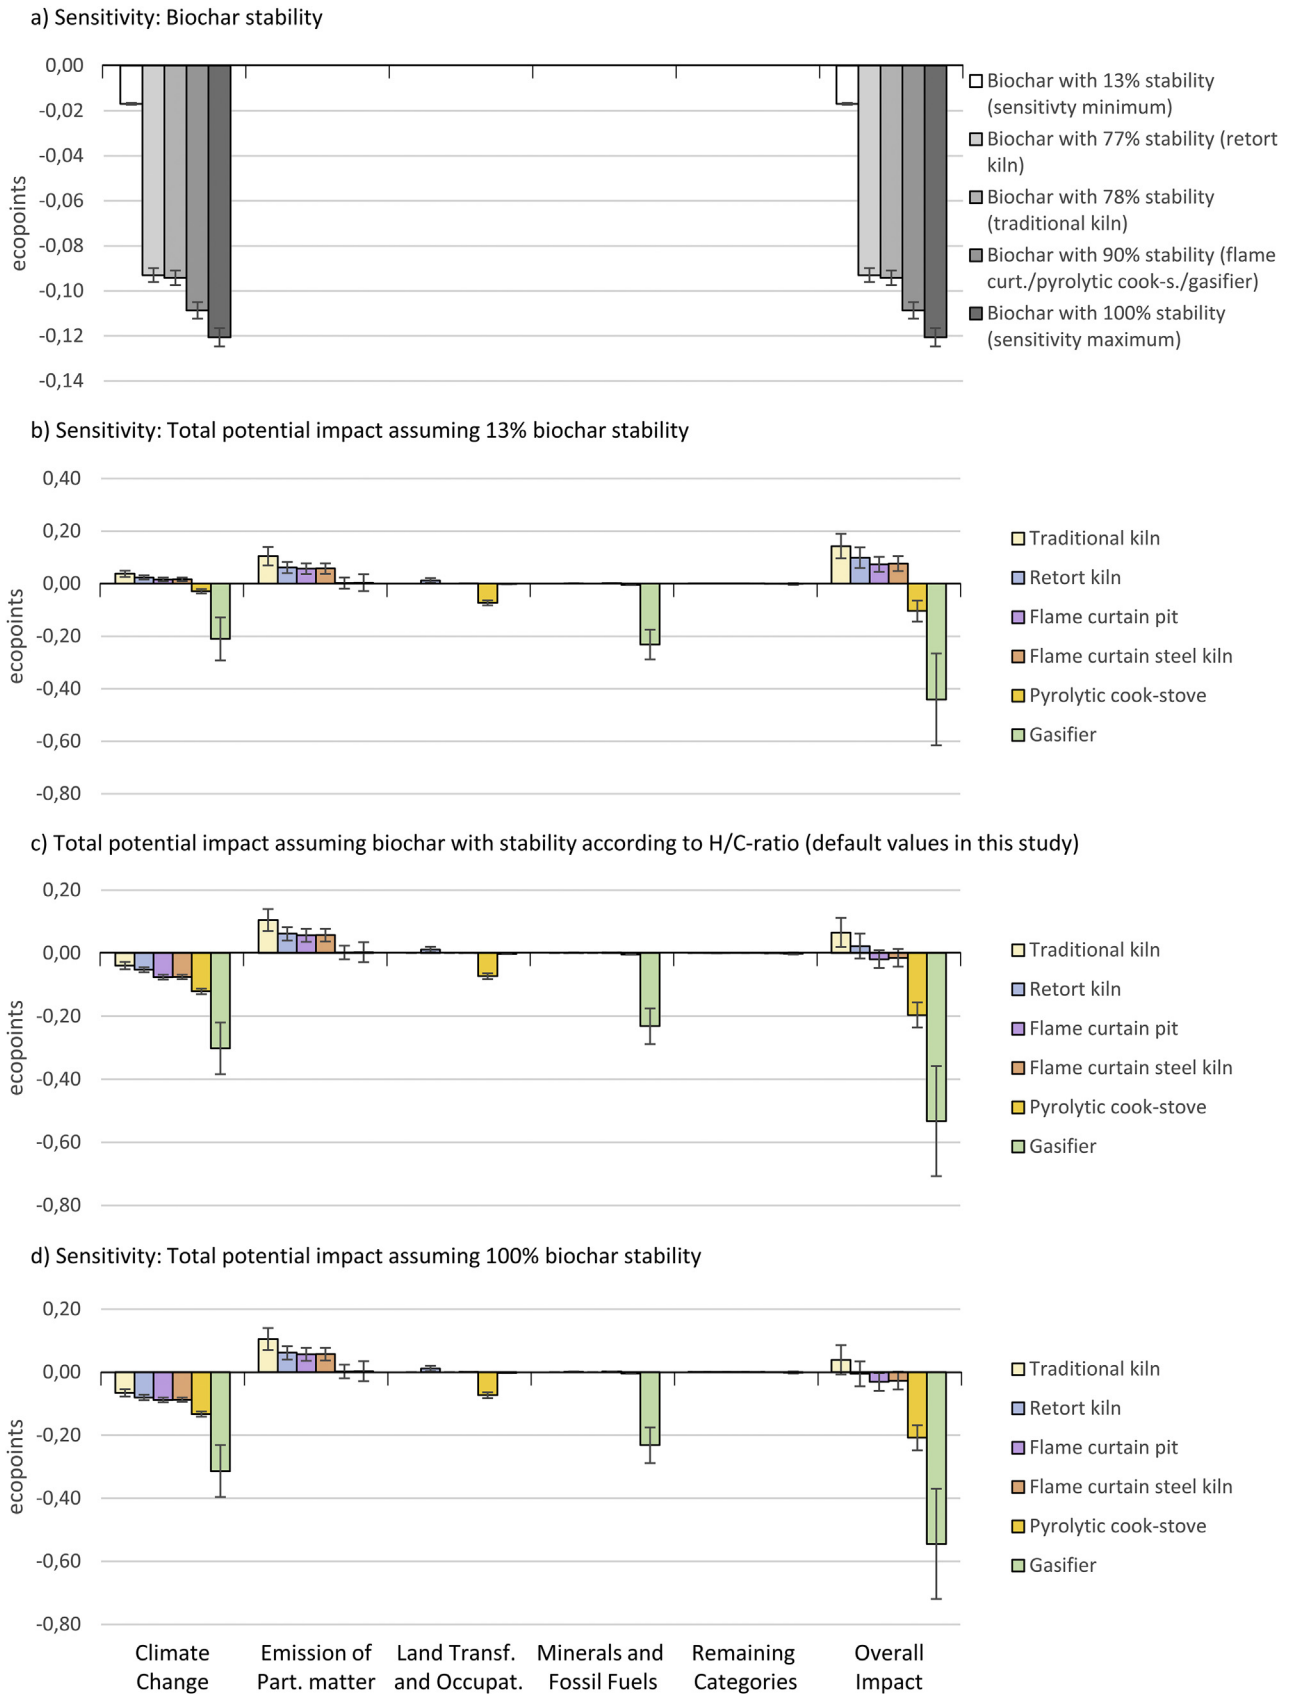 a) Sensitivity: Biochar stability
0,00
-0,02
-0,04
-0,06
-0,08
-0,10
-0,12
-0,14
ecopoints
Biochar with 13% stability
(sensitivty minimum)
Biochar with 77% stability (retort
kiln)
Biochar with 78% stability
(traditional kiln)
Biochar with 90% stability (flame
curt./pyrolytic cook-s./gasifier)
Biochar with 100% stability
(sensitivity maximum)
b) Sensitivity: Total potential impact assuming 13% biochar stability
0,40
0,20
0,00
-0,20
-0,40
-0,60
-0,80
ecopoints
Traditional kiln
Retort kiln
Flame curtain pit
Flame curtain steel kiln
Pyrolytic cook-stove
Gasifier
c) Total potential impact assuming biochar with stability according to H/C-ratio (default values in this study)
0,20
0,00
-0,20
-0,40
-0,60
-0,80
ecopoints
Traditional kiln
Retort kiln
Flame curtain pit
Flame curtain steel kiln
Pyrolytic cook-stove
Gasifier
d) Sensitivity: Total potential impact assuming 100% biochar stability
0,20
0,00
-0,20
-0,40
-0,60
-0,80
ecopoints
Traditional kiln
Retort kiln
Flame curtain pit
Flame curtain steel kiln
Pyrolytic cook-stove
Gasifier
Climate
Change
Emission of
Part. matter
Land Transf.
and Occupat.
Minerals and
Fossil Fuels
Remaining
Categories
Overall
Impact